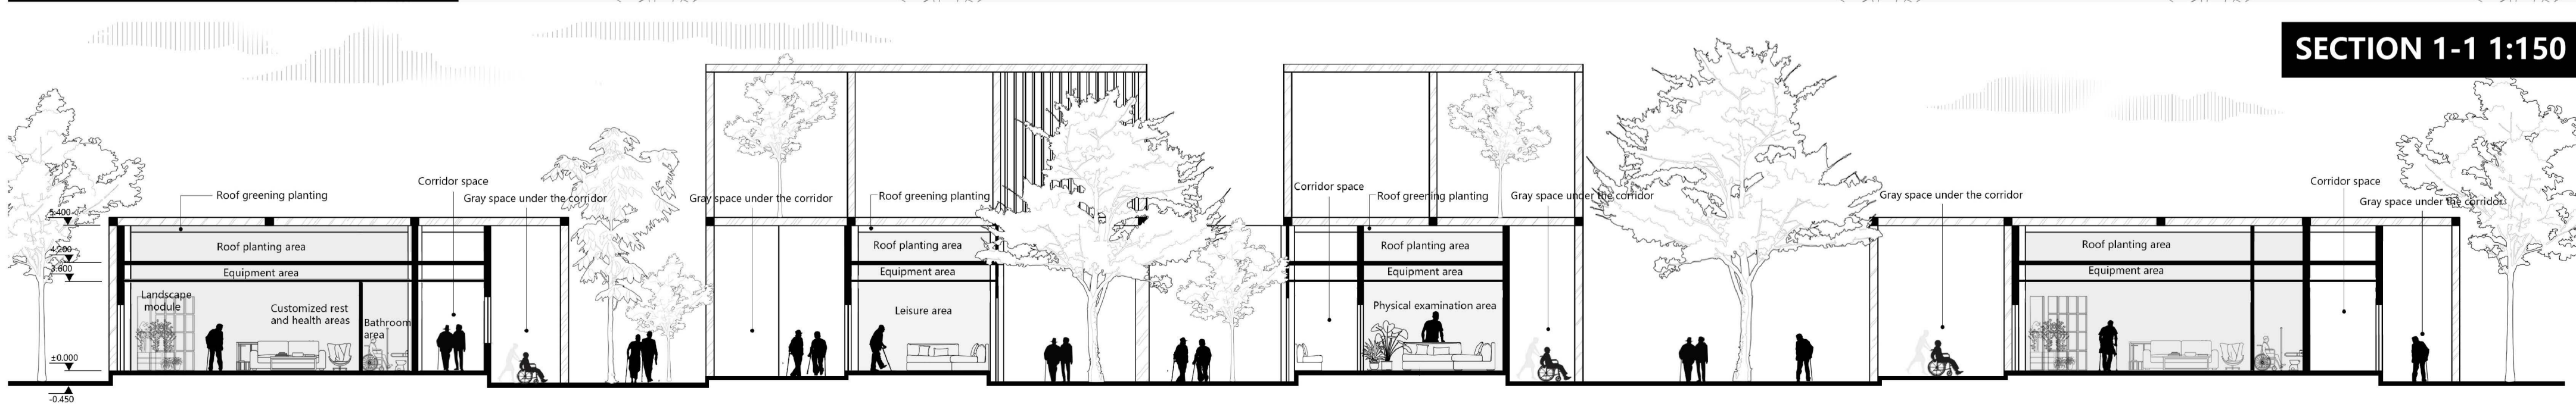 SECTION 1-1 1:150
Roof greening planting
Corridor space
Gray space under the corridor
Gray space under the corridor
Roof greening planting
Corridor space
Roof greening planting
Gray space under the corridor
Gray space under the corridor
Corridor space
Gray space under the corridor
5.400
4.200
3.600
±0.000
-0.450
Roof planting area
Equipment area
Landscape
module
Customized rest
and health areas
Bathroom
area
Roof planting area
Equipment area
Leisure area
Roof planting area
Equipment area
Physical examination area
Roof planting area
Equipment area